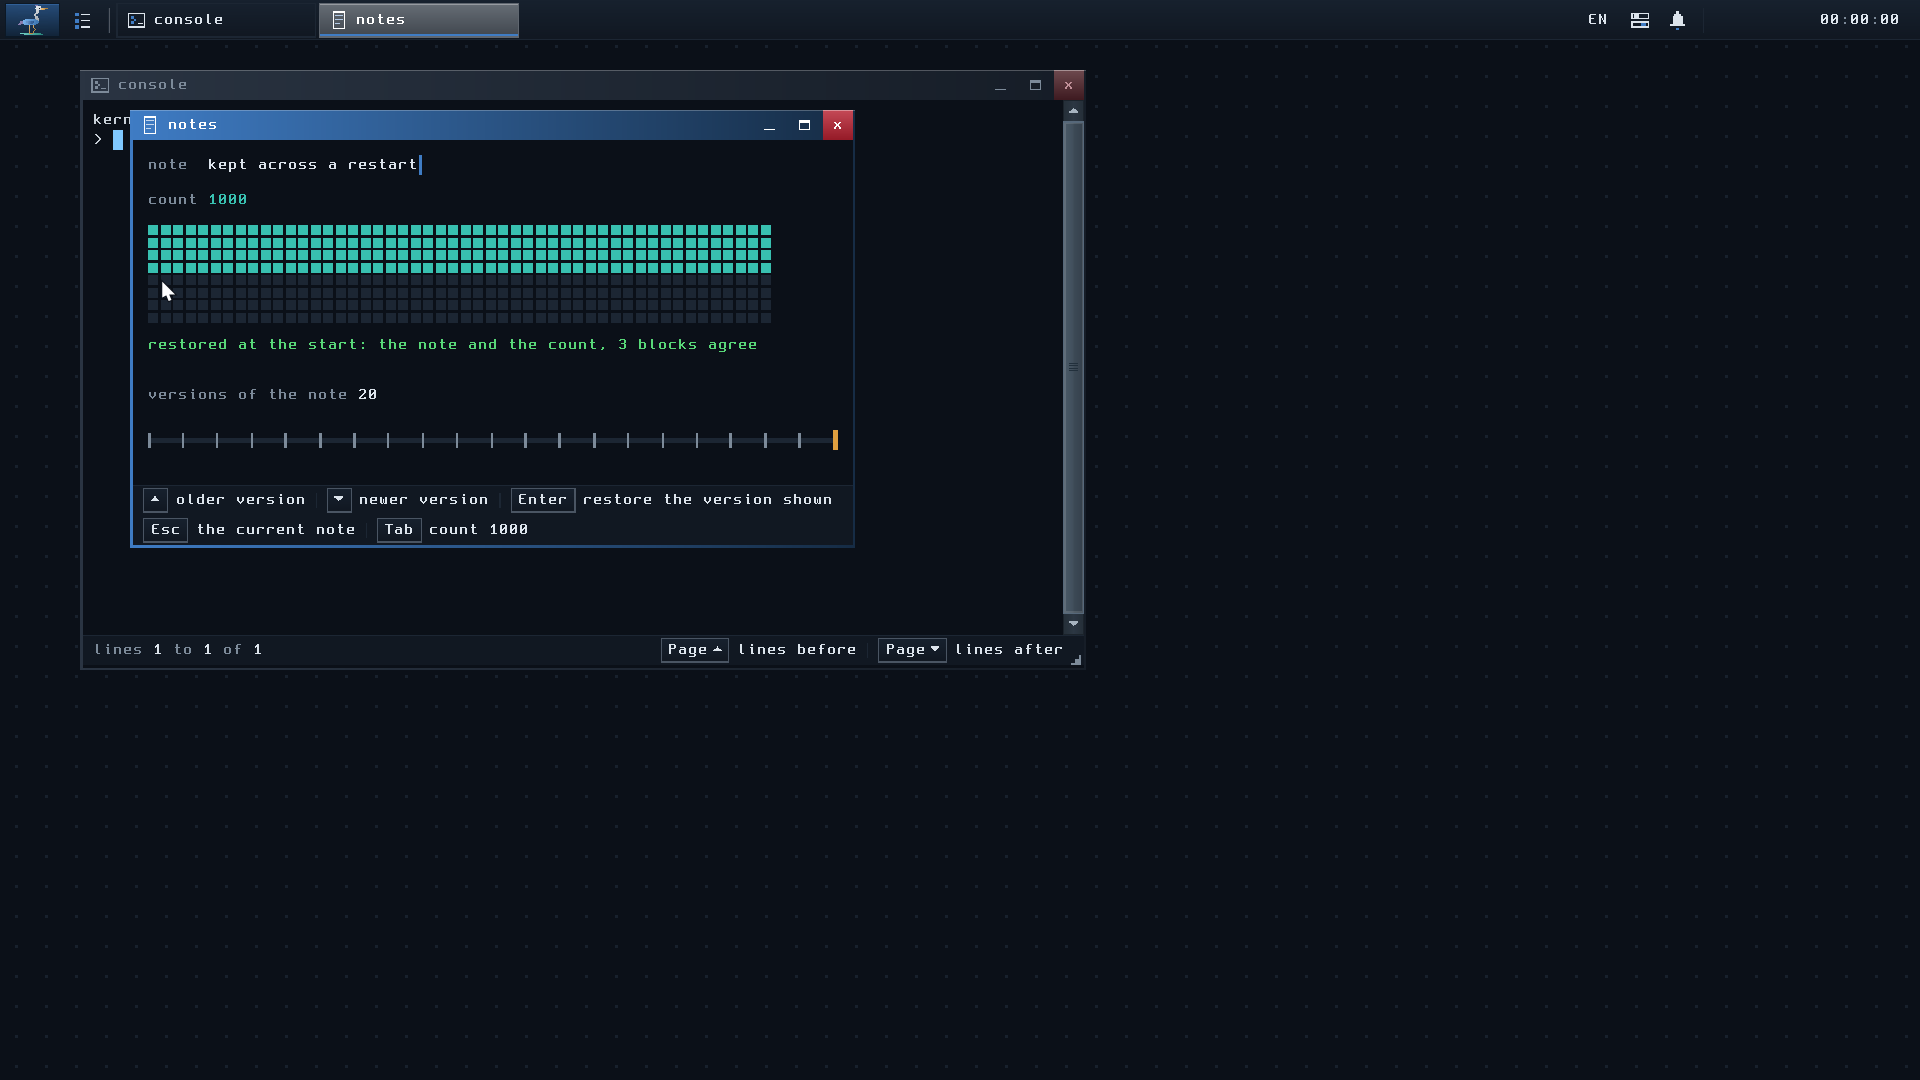 console
notes
EN
00:00:00
console
kern
>
notes
note kept across a restart
count 1000
restored at the start: the note and the count, 3 blocks agree
versions of the note 20
older version
newer version
Enter restore the version shown
Esc the current note
Tab count 1000
lines 1 to 1 of 1
Page lines before
Page lines after